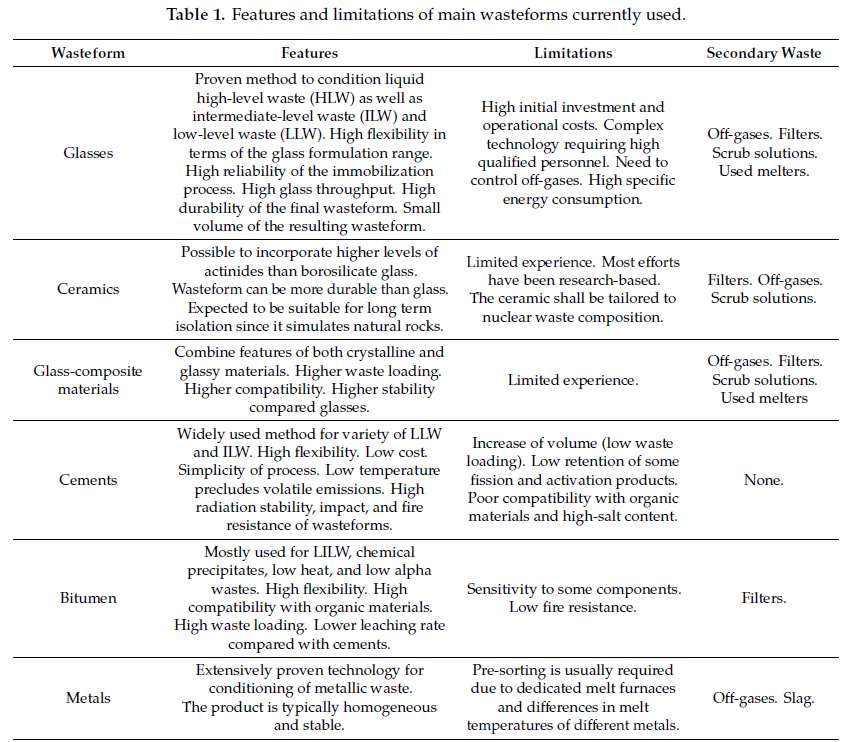 Table 1. Features and limitations of main wasteforms currently used.
Wasteform
Features
Limitations
Secondary Waste
Glasses
Proven method to condition liquid
high-level waste (HLW) as well as
intermediate-level waste (ILW) and
low-level waste (LLW). High flexibility in
terms of the glass formulation range.
High reliability of the immobilization
process. High glass throughput. High
durability of the final wasteform. Small
volume of the resulting wasteform.
High initial investment and
operational costs. Complex
technology requiring high
qualified personnel. Need to
control off-gases. High specific
energy consumption.
Off-gases. Filters.
Scrub solutions.
Used melters.
Ceramics
Possible to incorporate higher levels of
actinides than borosilicate glass.
Wasteform can be more durable than glass.
Expected to be suitable for long term
isolation since it simulates natural rocks.
Limited experience. Most efforts
have been research-based.
The ceramic shall be tailored to
nuclear waste composition.
Filters. Off-gases.
Scrub solutions.
Glass-composite
materials
Combine features of both crystalline and
glassy materials. Higher waste loading.
Higher compatibility. Higher stability
compared glasses.
Limited experience.
Off-gases. Filters.
Scrub solutions.
Used melters
Cements
Widely used method for variety of LLW
and ILW. High flexibility. Low cost.
Simplicity of process. Low temperature
precludes volatile emissions. High
radiation stability, impact, and fire
resistance of wasteforms.
Increase of volume (low waste
loading). Low retention of some
fission and activation products.
Poor compatibility with organic
materials and high-salt content.
None.
Bitumen
Mostly used for LILW, chemical
precipitates, low heat, and low alpha
wastes. High flexibility. High
compatibility with organic materials.
High waste loading. Lower leaching rate
compared with cements.
Sensitivity to some components.
Low fire resistance.
Filters.
Metals
Extensively proven technology for
conditioning of metallic waste.
The product is typically homogeneous
and stable.
Pre-sorting is usually required
due to dedicated melt furnaces
and differences in melt
temperatures of different metals.
Off-gases. Slag.